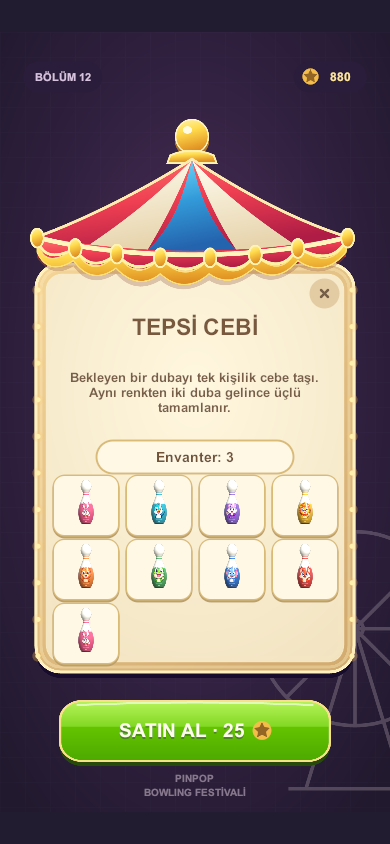 BÖLÜM 12
880
TEPSİ CEBİ
Bekleyen bir dubayı tek kişilik cebe taşı.
Aynı renkten iki duba gelince üçlü
tamamlanır.
Envanter: 3
SATIN AL · 25
PINPOP
BOWLING FESTİVALİ